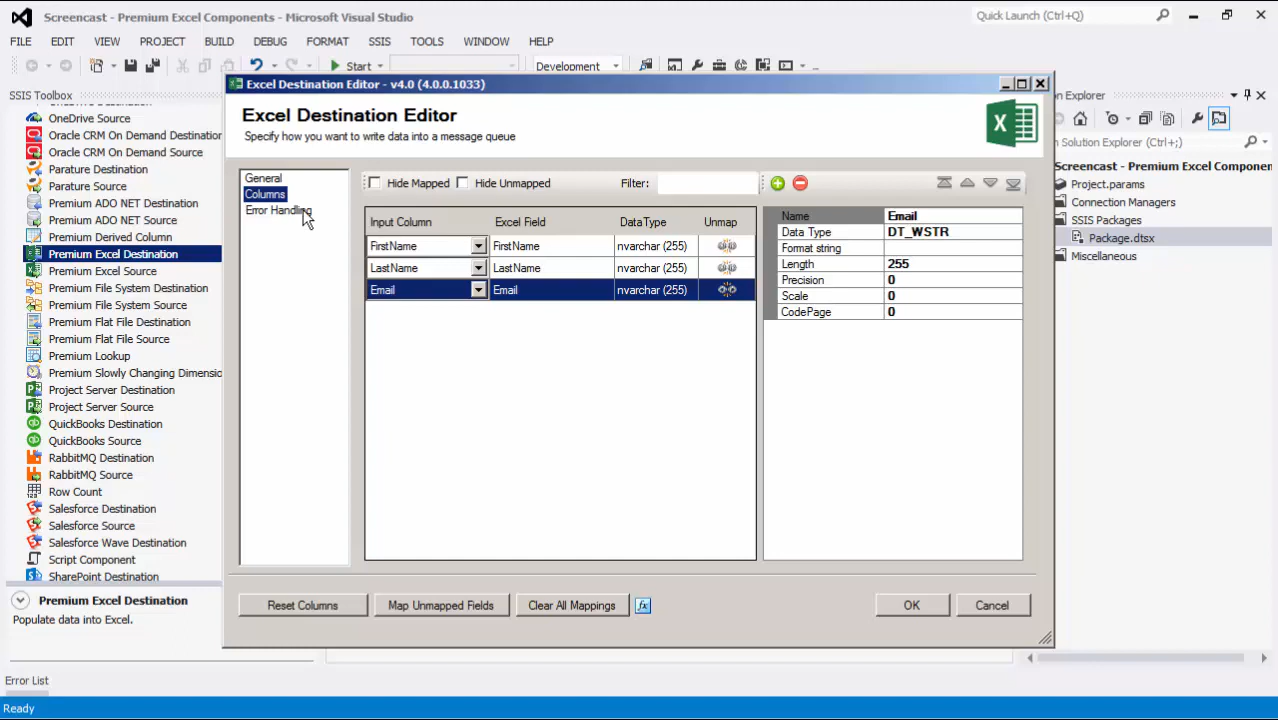 Screencast - Premium Excel Components - Microsoft Visual Studio
Quick Launch (Ctrl+Q)
FILE EDIT VIEW PROJECT BUILD DEBUG FORMAT SSIS TOOLS WINDOW HELP
Start
Development
SSIS Toolbox
OneDrive Source
Oracle CRM On Demand Destination
Oracle CRM On Demand Source
Parature Destination
Parature Source
Premium ADO NET Destination
Premium ADO NET Source
Premium Derived Column
Premium Excel Destination
Premium Excel Source
Premium File System Destination
Premium File System Source
Premium Flat File Destination
Premium Flat File Source
Premium Lookup
Premium Slowly Changing Dimensio
Project Server Destination
Project Server Source
QuickBooks Destination
QuickBooks Source
RabbitMQ Destination
RabbitMQ Source
Row Count
Salesforce Destination
Salesforce Source
Salesforce Wave Destination
Script Component
SharePoint Destination
Premium Excel Destination
Populate data into Excel.
Error List
Ready
Excel Destination Editor - v4.0 (4.0.0.1033)
Excel Destination Editor
Specify how you want to write data into a message queue
General
Columns
Error Handling
Hide Mapped Hide Unmapped Filter:
Input Column Excel Field DataType Unmap
FirstName FirstName nvarchar (255)
LastName LastName nvarchar (255)
Email Email nvarchar (255)
Name Email
Data Type DT_WSTR
Format string
Length 255
Precision 0
Scale 0
CodePage 0
Reset Columns Map Unmapped Fields Clear All Mappings fx OK Cancel
on Explorer
Solution Explorer (Ctrl+;)
Screencast - Premium Excel Componen
Project.params
Connection Managers
SSIS Packages
Package.dtsx
Miscellaneous